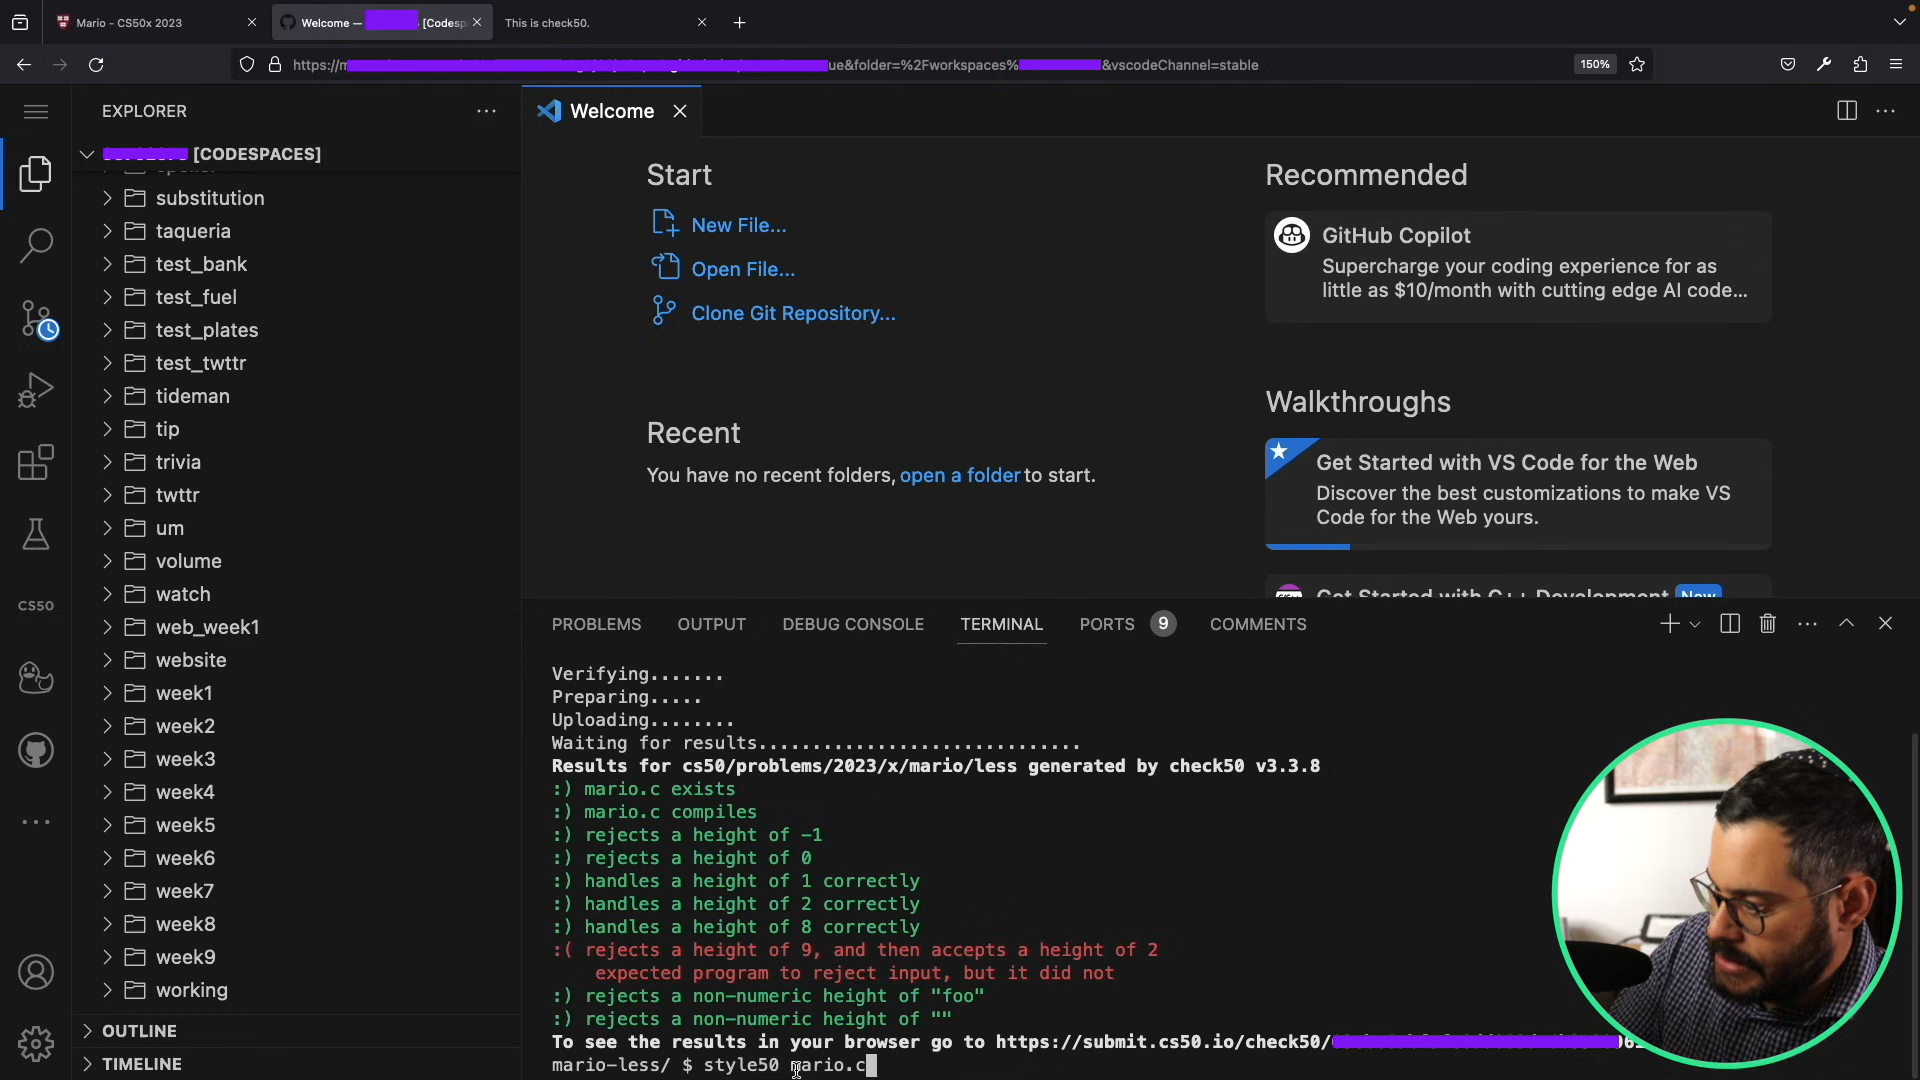 Mario - CS50x 2023
Welcome —
[Codesp
This is check50.
https://m
ue&folder=%2Fworkspaces%
&vscodeChannel=stable
150%
EXPLORER
[CODESPACES]
substitution
taqueria
test_bank
test_fuel
test_plates
test_twttr
tideman
tip
trivia
twttr
um
volume
watch
web_week1
website
week1
week2
week3
week4
week5
week6
week7
week8
week9
working
OUTLINE
TIMELINE
CS50
Welcome
Start
New File...
Open File...
Clone Git Repository...
Recent
You have no recent folders, open a folder to start.
Recommended
GitHub Copilot
Supercharge your coding experience for as
little as $10/month with cutting edge AI code...
Walkthroughs
Get Started with VS Code for the Web
Discover the best customizations to make VS
Code for the Web yours.
Get Started with C++ Development
New
PROBLEMS
OUTPUT
DEBUG CONSOLE
TERMINAL
PORTS
9
COMMENTS
Verifying.......
Preparing.....
Uploading........
Waiting for results..............................
Results for cs50/problems/2023/x/mario/less generated by check50 v3.3.8
:) mario.c exists
:) mario.c compiles
:) rejects a height of -1
:) rejects a height of 0
:) handles a height of 1 correctly
:) handles a height of 2 correctly
:) handles a height of 8 correctly
:( rejects a height of 9, and then accepts a height of 2
expected program to reject input, but it did not
:) rejects a non-numeric height of "foo"
:) rejects a non-numeric height of ""
To see the results in your browser go to https://submit.cs50.io/check50/
mario-less/ $ style50 mario.c